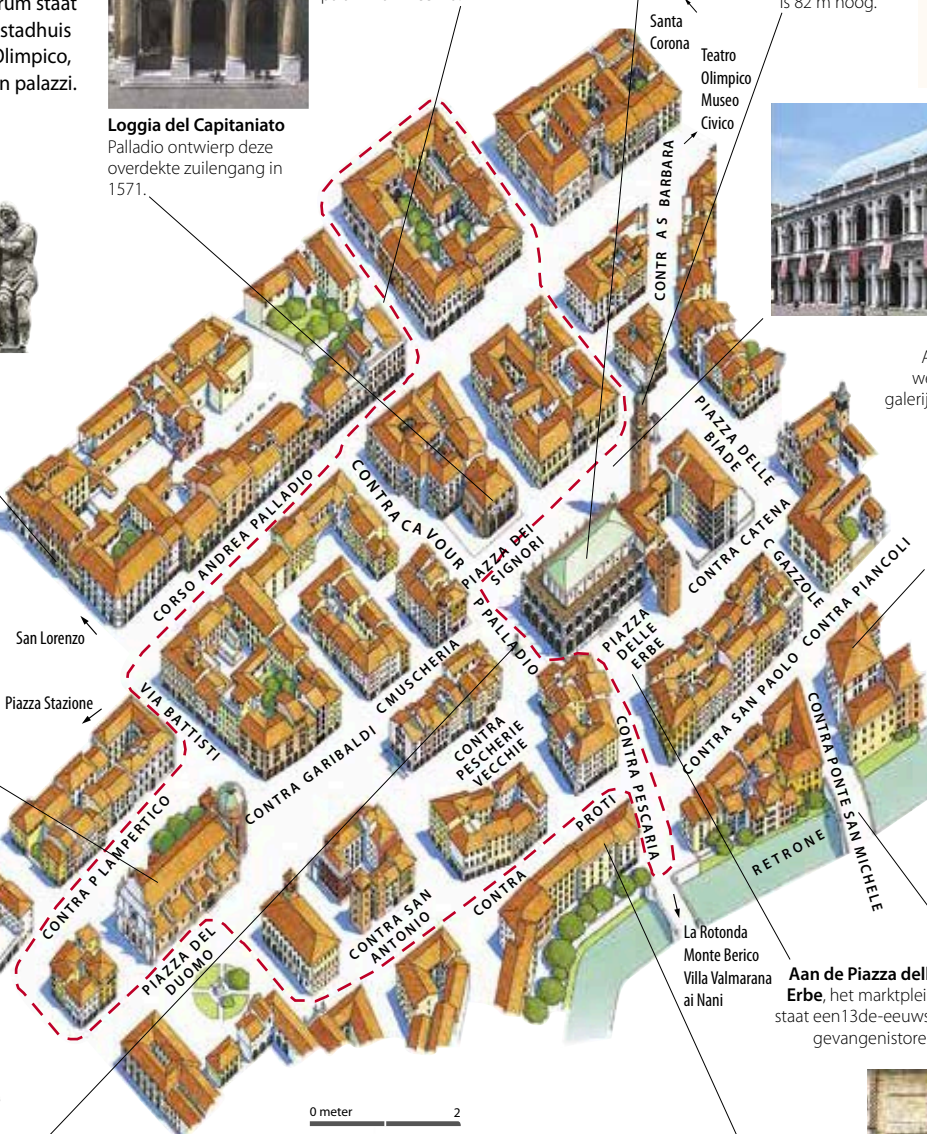 rum staat
stadhuis
Olimpico,
n palazzi.
Loggia del Capitaniato
Palladio ontwierp deze
overdekte zuilengang in
1571.
is 82 m hoog.
Santa
Corona
Teatro
Olimpico
Museo
Civico
CONTR A S BARBARA
A
we
galerij
PIAZZA DELLE
BIADE
CORSO ANDREA PALLADIO
CONTRA CA VOUR
PIAZZA DEI
SIGNORI
CONTRA CATENA
C GAZZOLE
CONTRA PIANCOLI
P PALLADIO
PIAZZA
DELLE
ERBE
San Lorenzo
Piazza Stazione
VIA BATTISTI
C MUSCHERIA
CONTRA GARIBALDI
CONTRA
PESCHERIE
VECCHIE
CONTRA SAN PAOLO
CONTRA PESCARIA
CONTRA PONTE SAN MICHELE
CONTRA P LAMPERTICO
CONTRA PROTI
RETRONE
PIAZZA DEL
DUOMO
CONTRA SAN
ANTONIO
La Rotonda
Monte Berico
Villa Valmarana
ai Nani
Aan de Piazza dell
Erbe, het marktplei
staat een13de-eeuws
gevangenistore
0 meter 2